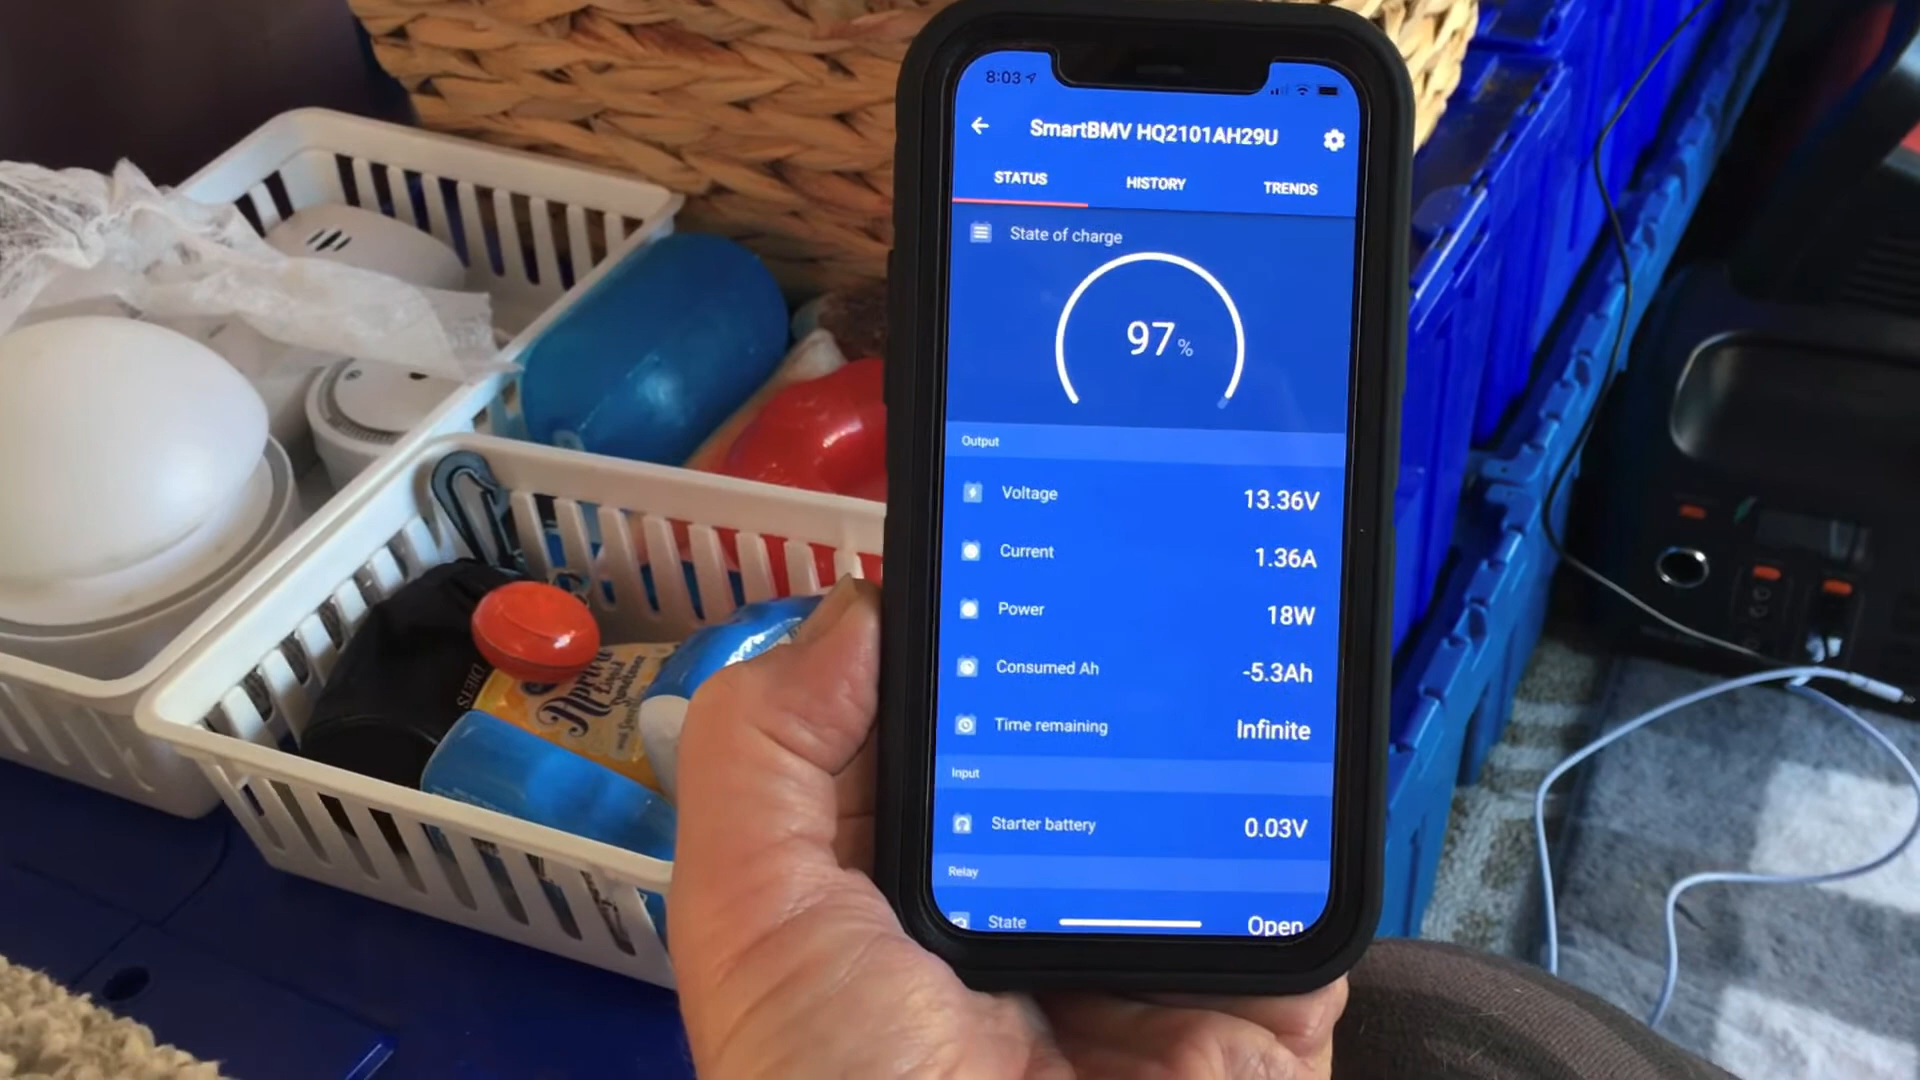 8:03
SmartBMV HQ2101AH29U
STATUS HISTORY TRENDS
State of charge
97%
Output
Voltage 13.36V
Current 1.36A
Power 18W
Consumed Ah -5.3Ah
Time remaining Infinite
Input
Starter battery 0.03V
Relay
State Open
DIETS